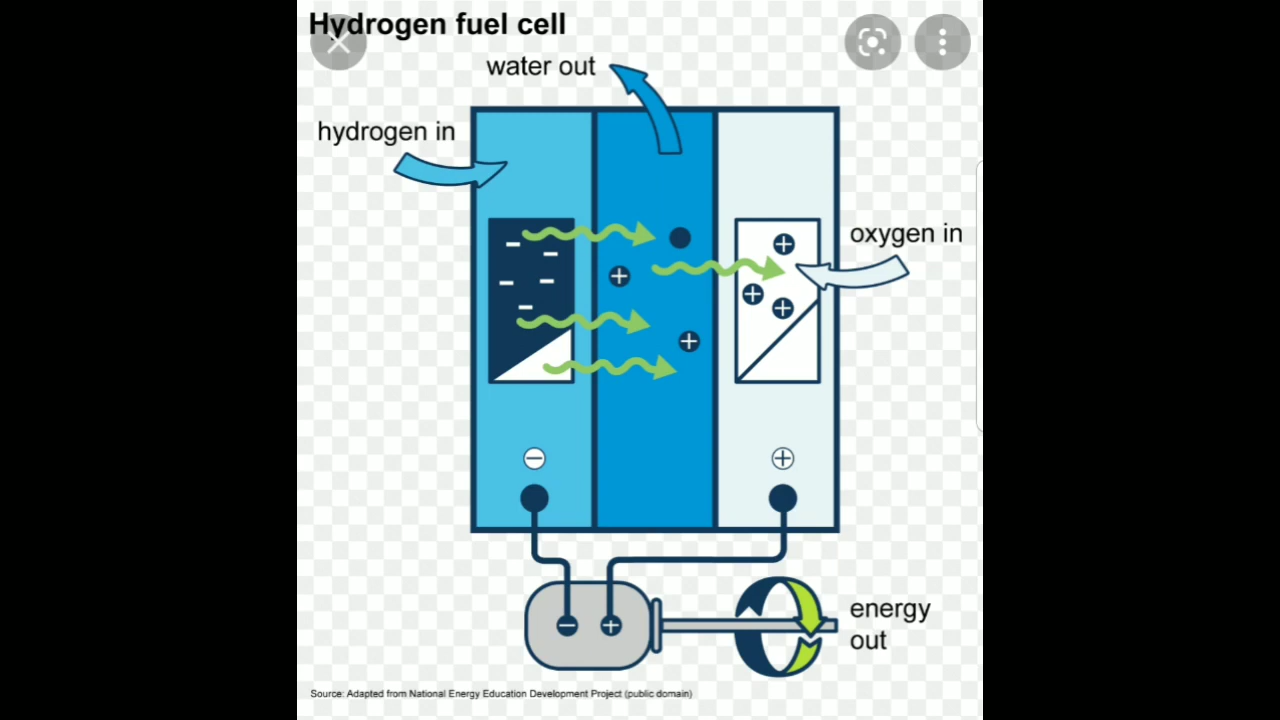 Hydrogen fuel cell
water out
hydrogen in
oxygen in
energy
out
Source: Adapted from National Energy Education Development Project (public domain)